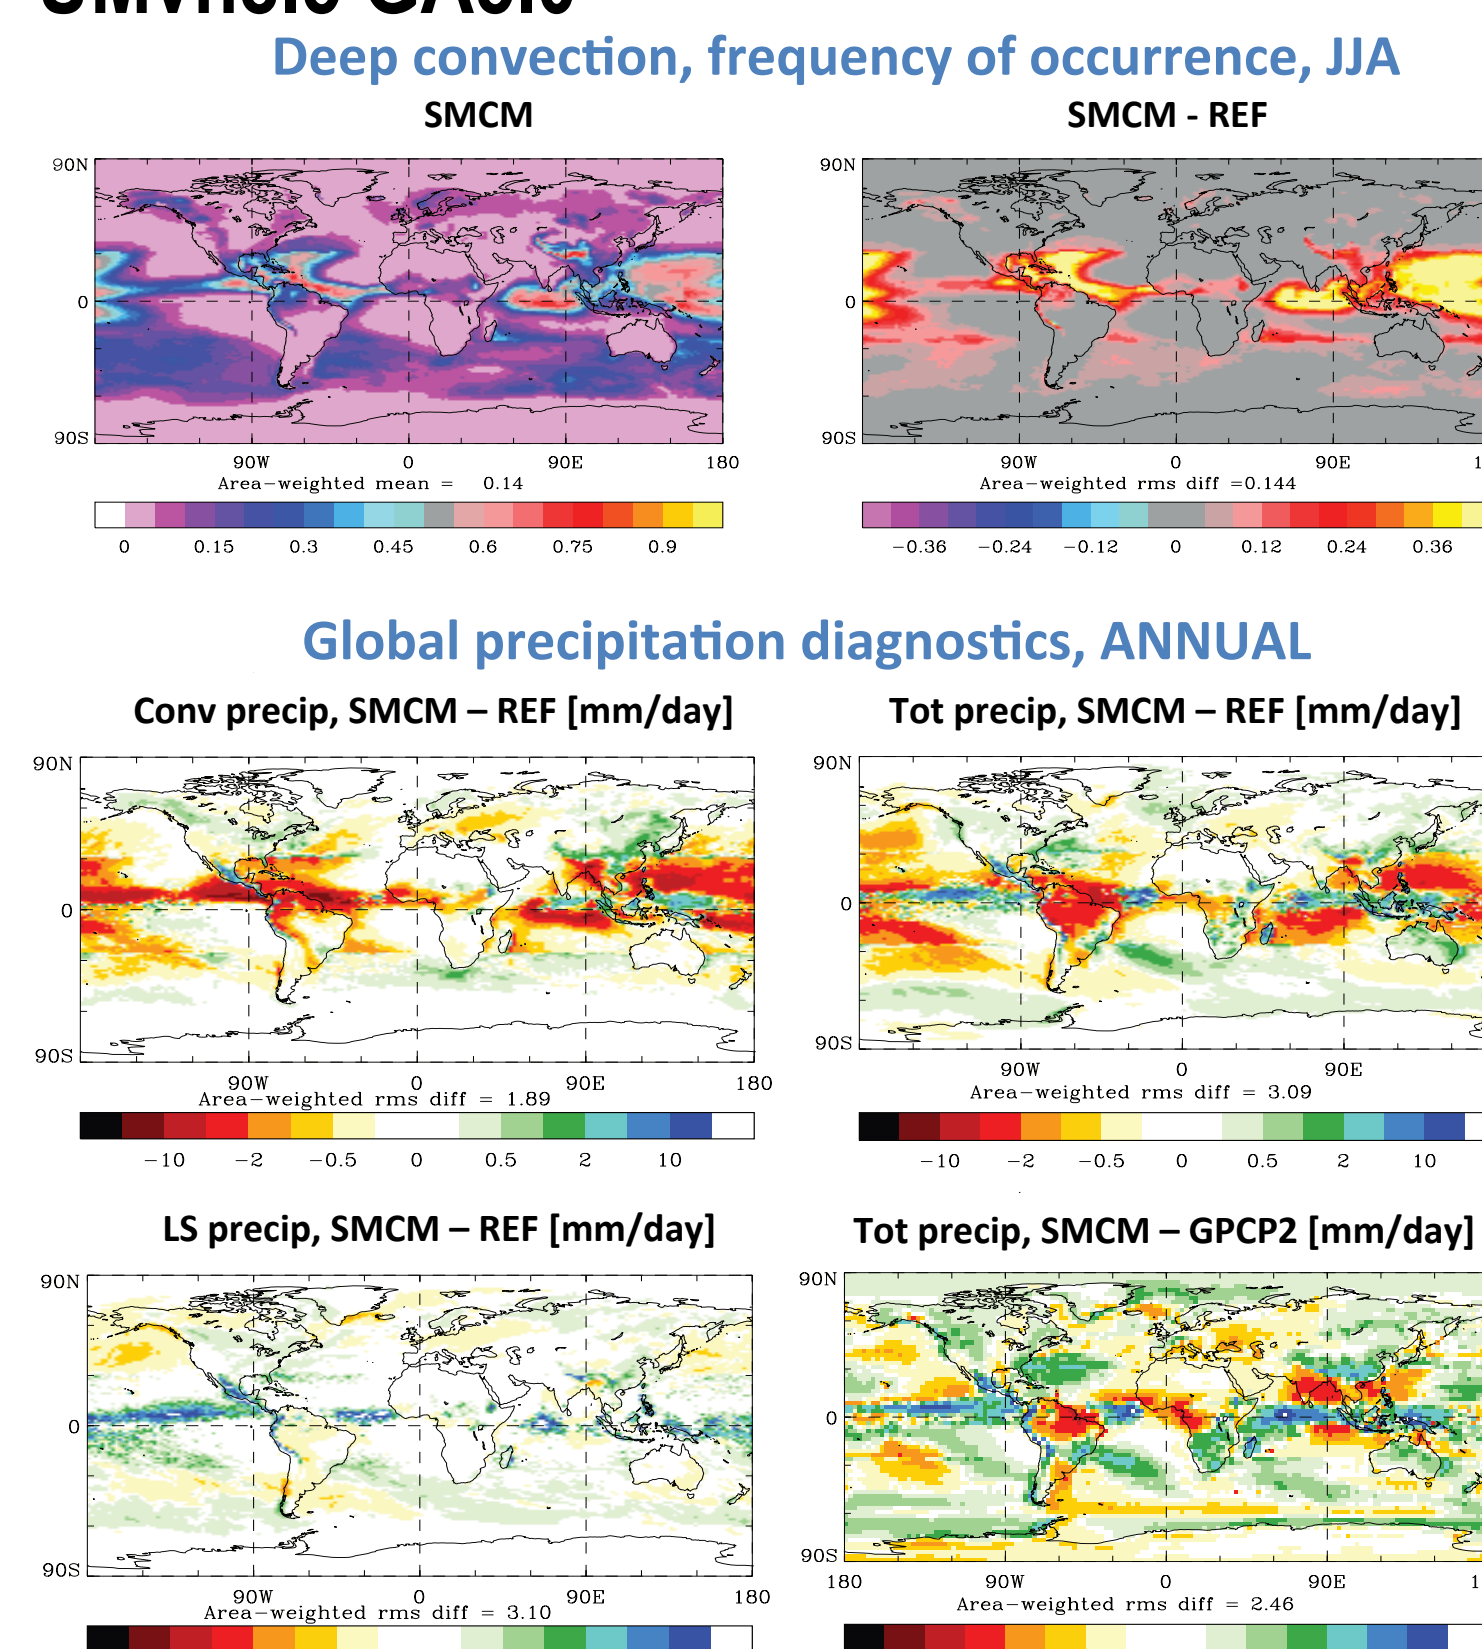 Deep convection, frequency of occurrence, JJA
SMCM
SMCM - REF
90N
0
90S
90W 0 90E 180
Area-weighted mean = 0.14
0 0.15 0.3 0.45 0.6 0.75 0.9
90N
0
90S
90W 0 90E
Area-weighted rms diff =0.144
-0.36 -0.24 -0.12 0 0.12 0.24 0.36
Global precipitation diagnostics, ANNUAL
Conv precip, SMCM – REF [mm/day]
Tot precip, SMCM – REF [mm/day]
90N
0
90S
90W 0 90E 180
Area-weighted rms diff = 1.89
-10 -2 -0.5 0 0.5 2 10
90N
0
90S
90W 0 90E
Area-weighted rms diff = 3.09
-10 -2 -0.5 0 0.5 2 10
LS precip, SMCM – REF [mm/day]
Tot precip, SMCM – GPCP2 [mm/day]
90N
0
90S
90W 0 90E 180
Area-weighted rms diff = 3.10
90N
0
90S
180 90W 0 90E
Area-weighted rms diff = 2.46